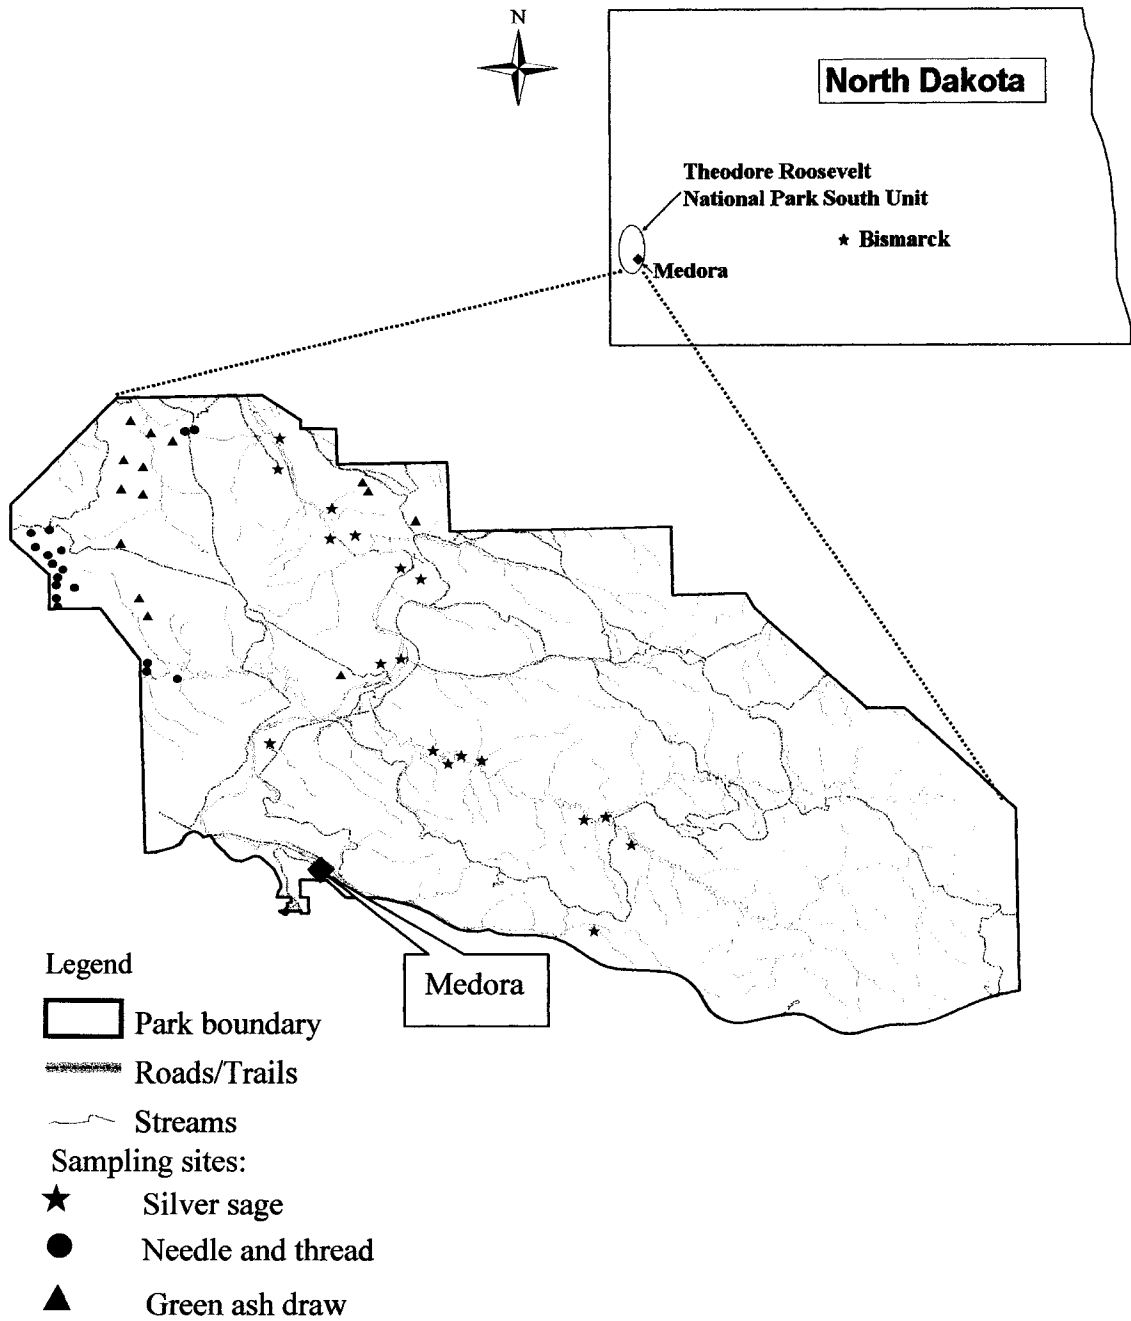 N
North Dakota
Theodore Roosevelt
National Park South Unit
Bismarck
Medora
Medora
Legend
Park boundary
Roads/Trails
Streams
Sampling sites:
Silver sage
Needle and thread
Green ash draw